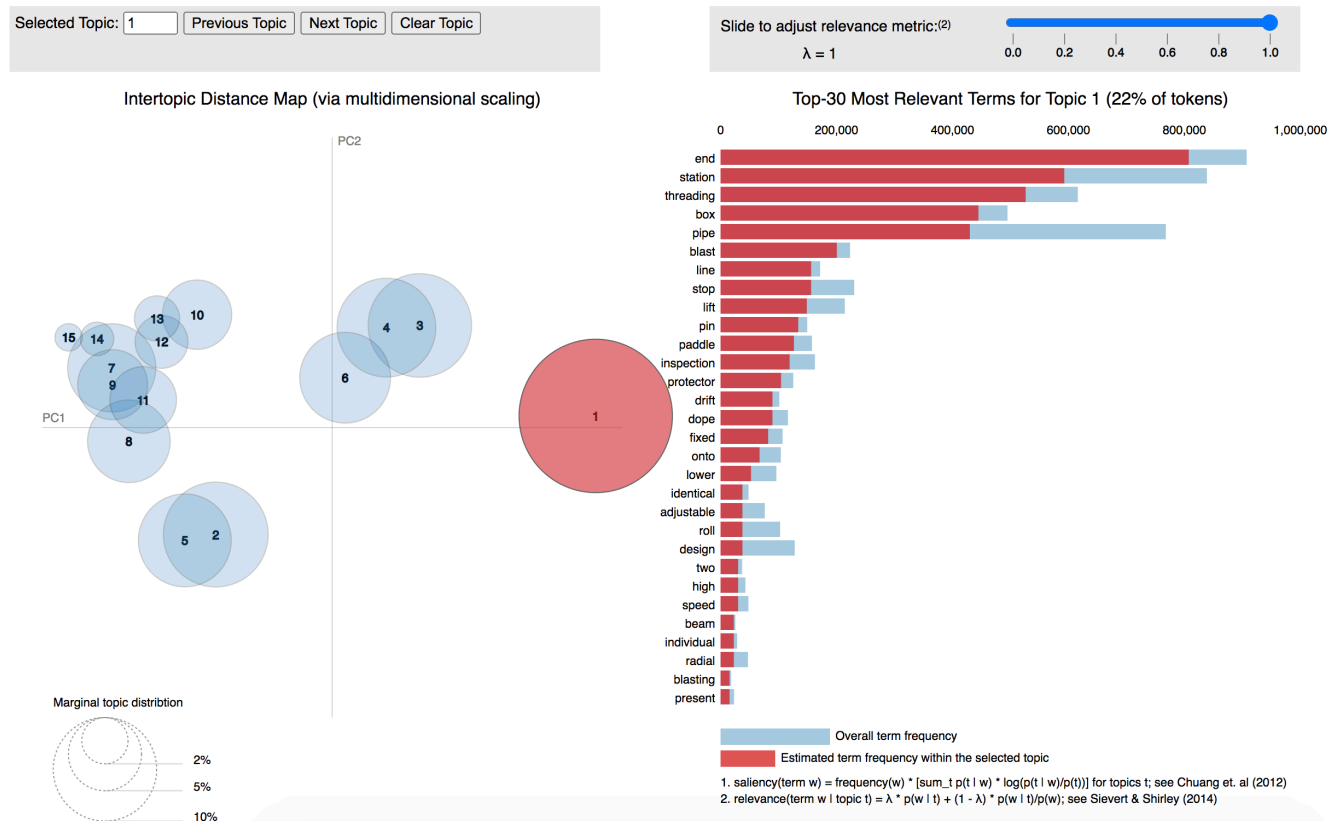 Selected Topic: 1 Previous Topic Next Topic Clear Topic
Slide to adjust relevance metric:(2)
λ = 1
0.0 0.2 0.4 0.6 0.8 1.0
Intertopic Distance Map (via multidimensional scaling)
PC2
PC1
1
2
3
4
5
6
7
8
9
10
11
12
13
14
15
Marginal topic distribtion
2%
5%
10%
Top-30 Most Relevant Terms for Topic 1 (22% of tokens)
0 200,000 400,000 600,000 800,000 1,000,000
end
station
threading
box
pipe
blast
line
stop
lift
pin
paddle
inspection
protector
drift
dope
fixed
onto
lower
identical
adjustable
roll
design
two
high
speed
beam
individual
radial
blasting
present
Overall term frequency
Estimated term frequency within the selected topic
1. saliency(term w) = frequency(w) * [sum_t p(t | w) * log(p(t | w)/p(t))] for topics t; see Chuang et. al (2012)
2. relevance(term w | topic t) = λ * p(w | t) + (1 - λ) * p(w | t)/p(w); see Sievert & Shirley (2014)